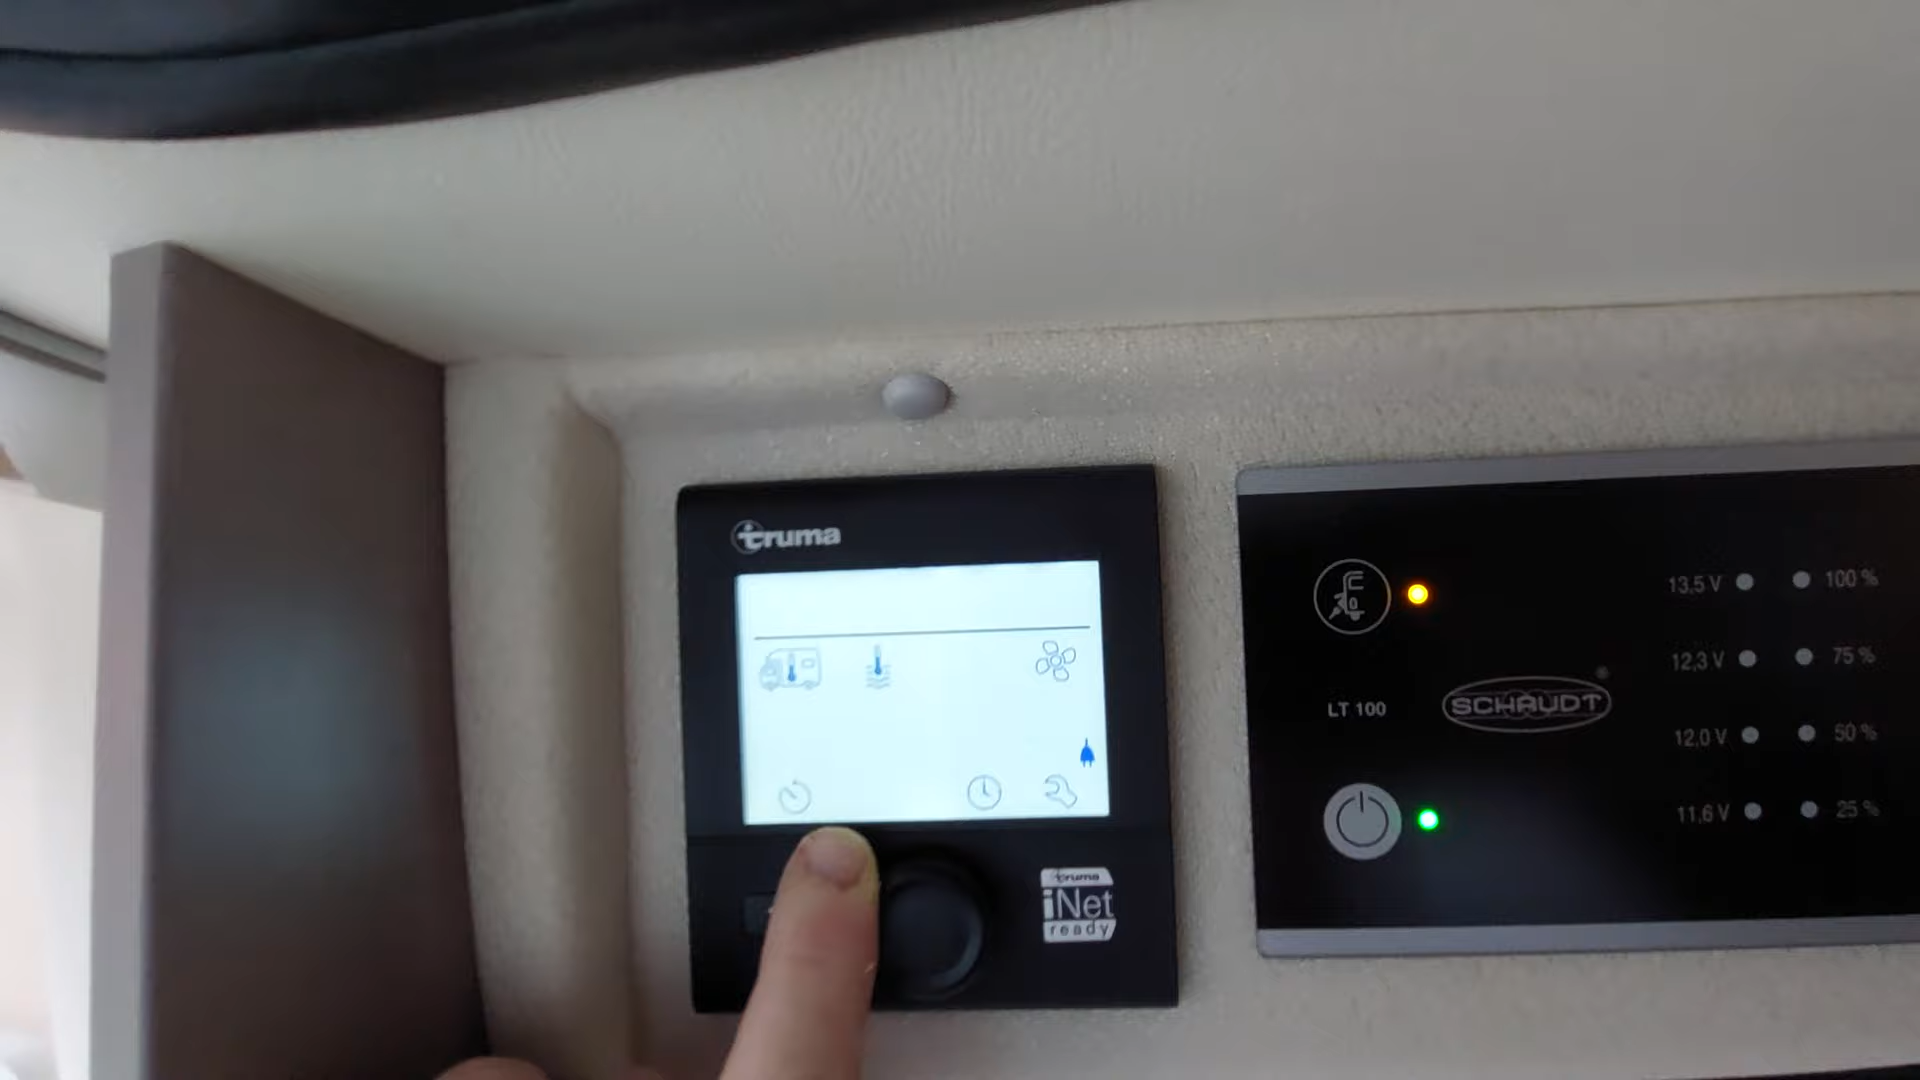 truma
truma
iNet
ready
LT 100
SCHAUDT
®
13,5 V
100 %
12,3 V
75 %
12,0 V
50 %
11,6 V
25 %